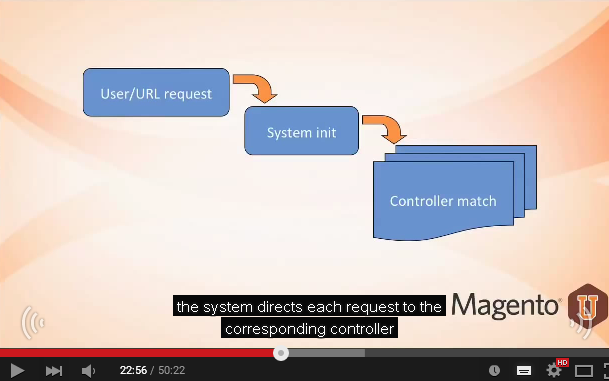 User/URL request
System init
Controller match
the system directs each request to the
corresponding controller
Magento®
U
22:56 / 50:22
HD